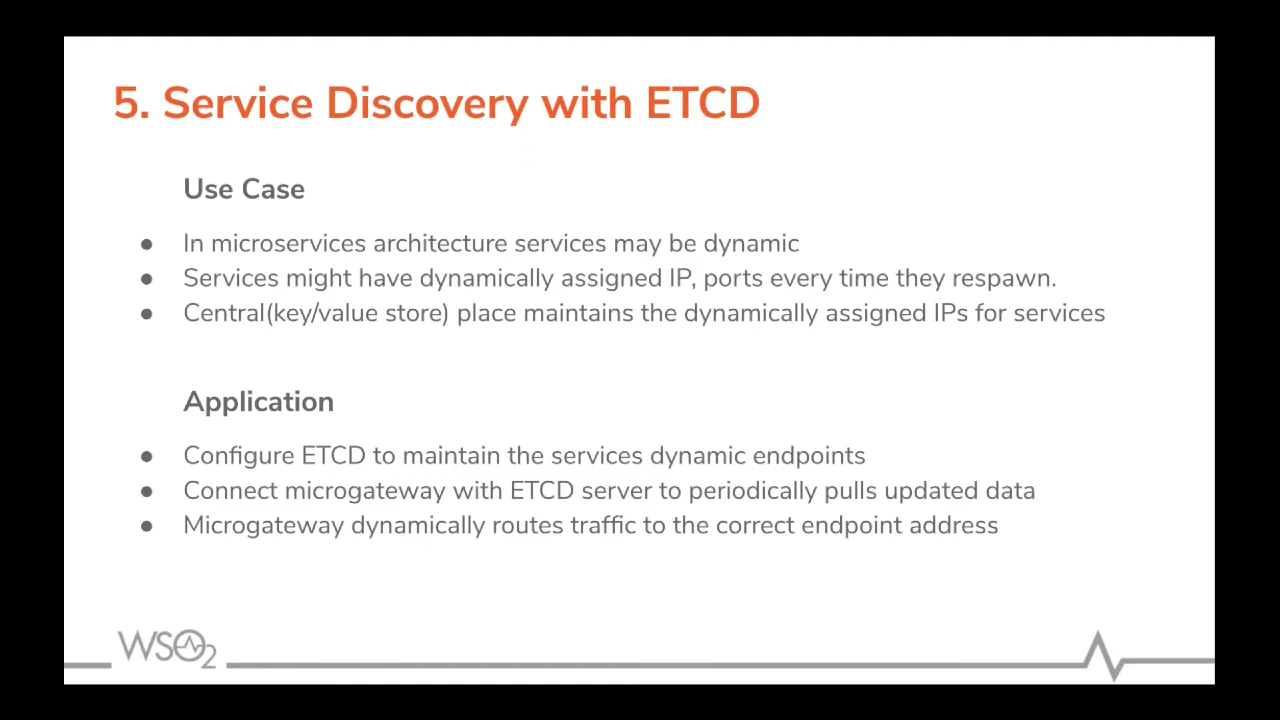 5. Service Discovery with ETCD
Use Case
● In microservices architecture services may be dynamic
● Services might have dynamically assigned IP, ports every time they respawn.
● Central(key/value store) place maintains the dynamically assigned IPs for services
Application
● Configure ETCD to maintain the services dynamic endpoints
● Connect microgateway with ETCD server to periodically pulls updated data
● Microgateway dynamically routes traffic to the correct endpoint address
WSO2